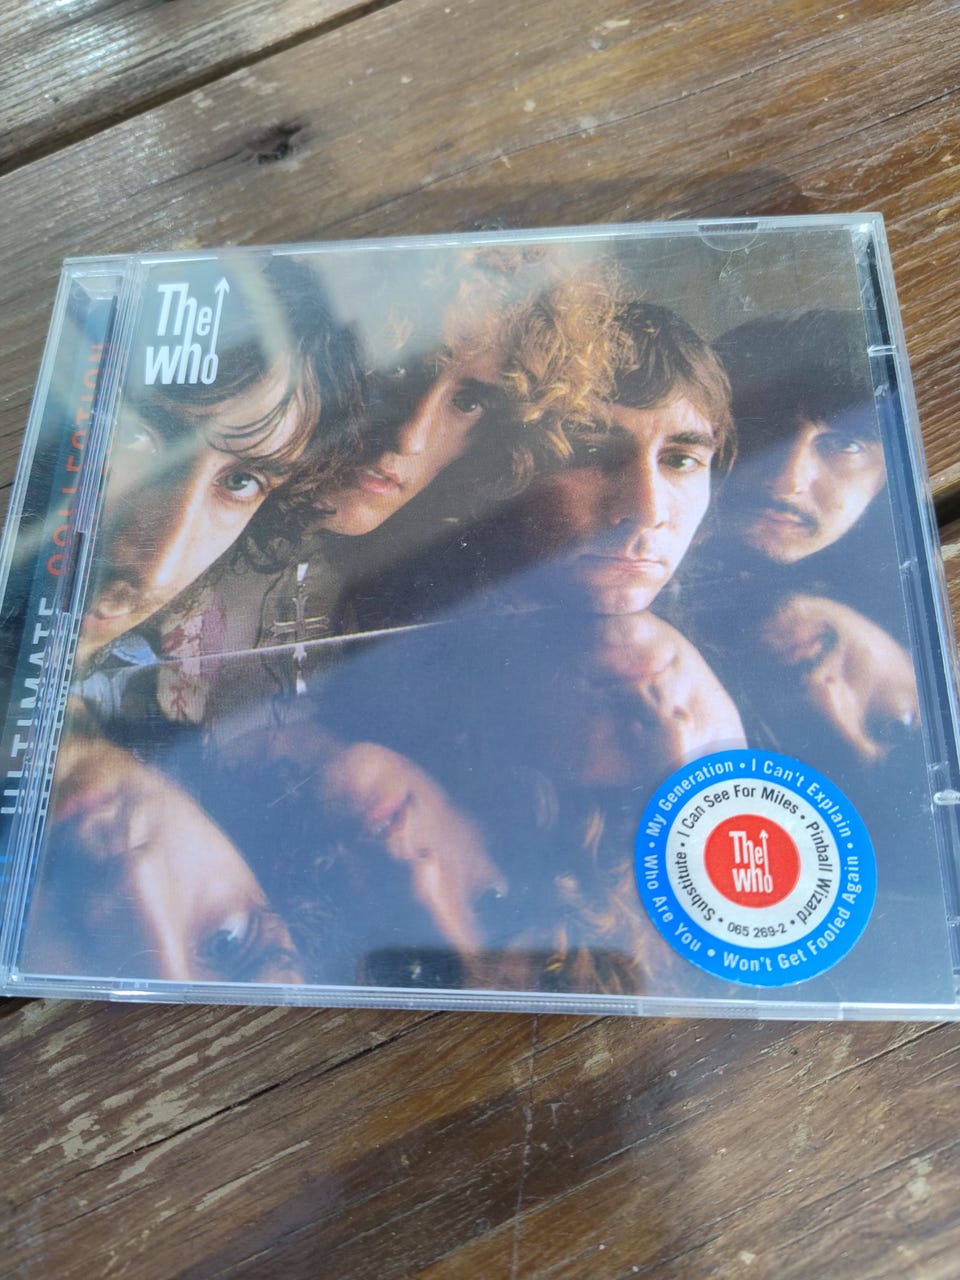 The
who
ULTIMATE COLLECTION
My Generation • I Can't Explain • Won't Get Fooled Again • Who Are You •
I Can See For Miles • Pinball Wizard • 065 269-2 • Substitute •
The
who